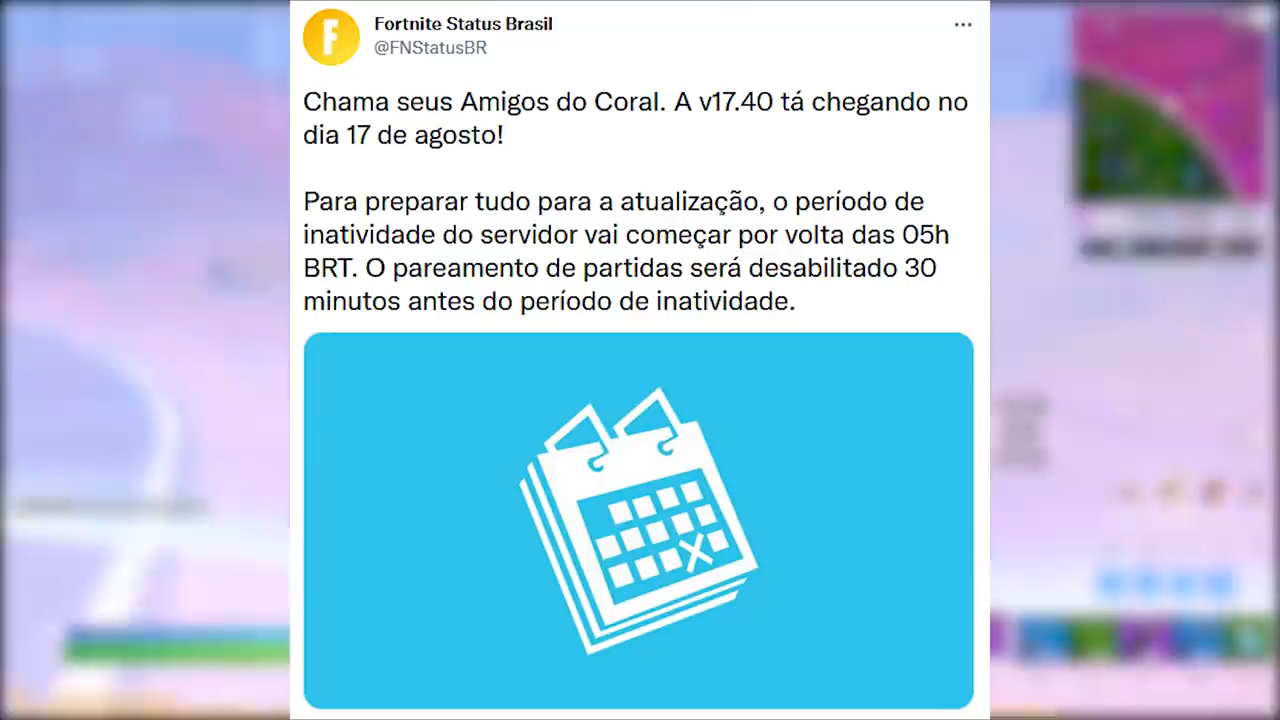 Fortnite Status Brasil
@FNStatusBR
Chama seus Amigos do Coral. A v17.40 tá chegando no
dia 17 de agosto!
Para preparar tudo para a atualização, o período de
inatividade do servidor vai começar por volta das 05h
BRT. O pareamento de partidas será desabilitado 30
minutos antes do período de inatividade.